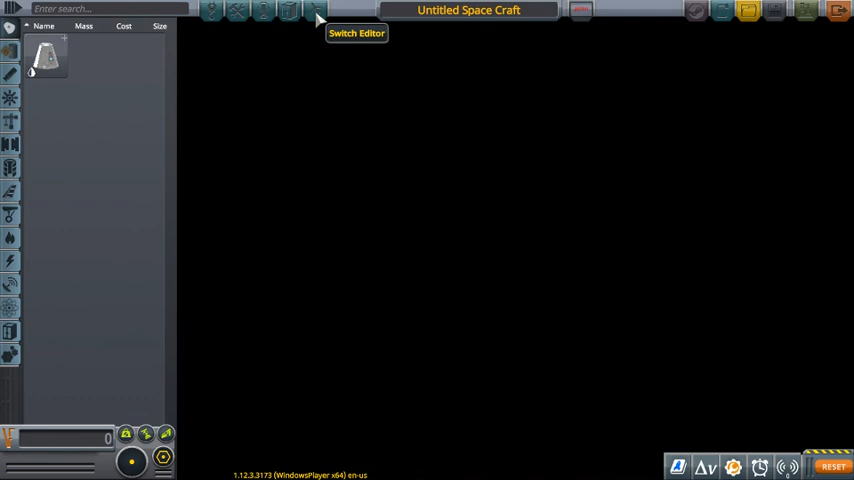 Enter search...
Untitled Space Craft
Switch Editor
Name Mass Cost Size
0
Δv
RESET
1.12.3.3173 (WindowsPlayer x64) en-us